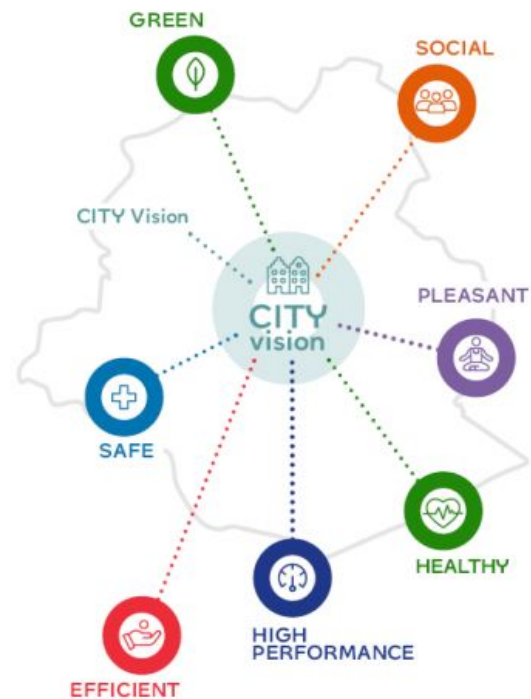 GREEN
SOCIAL
CITY Vision
CITY
vision
PLEASANT
SAFE
HEALTHY
HIGH
PERFORMANCE
EFFICIENT